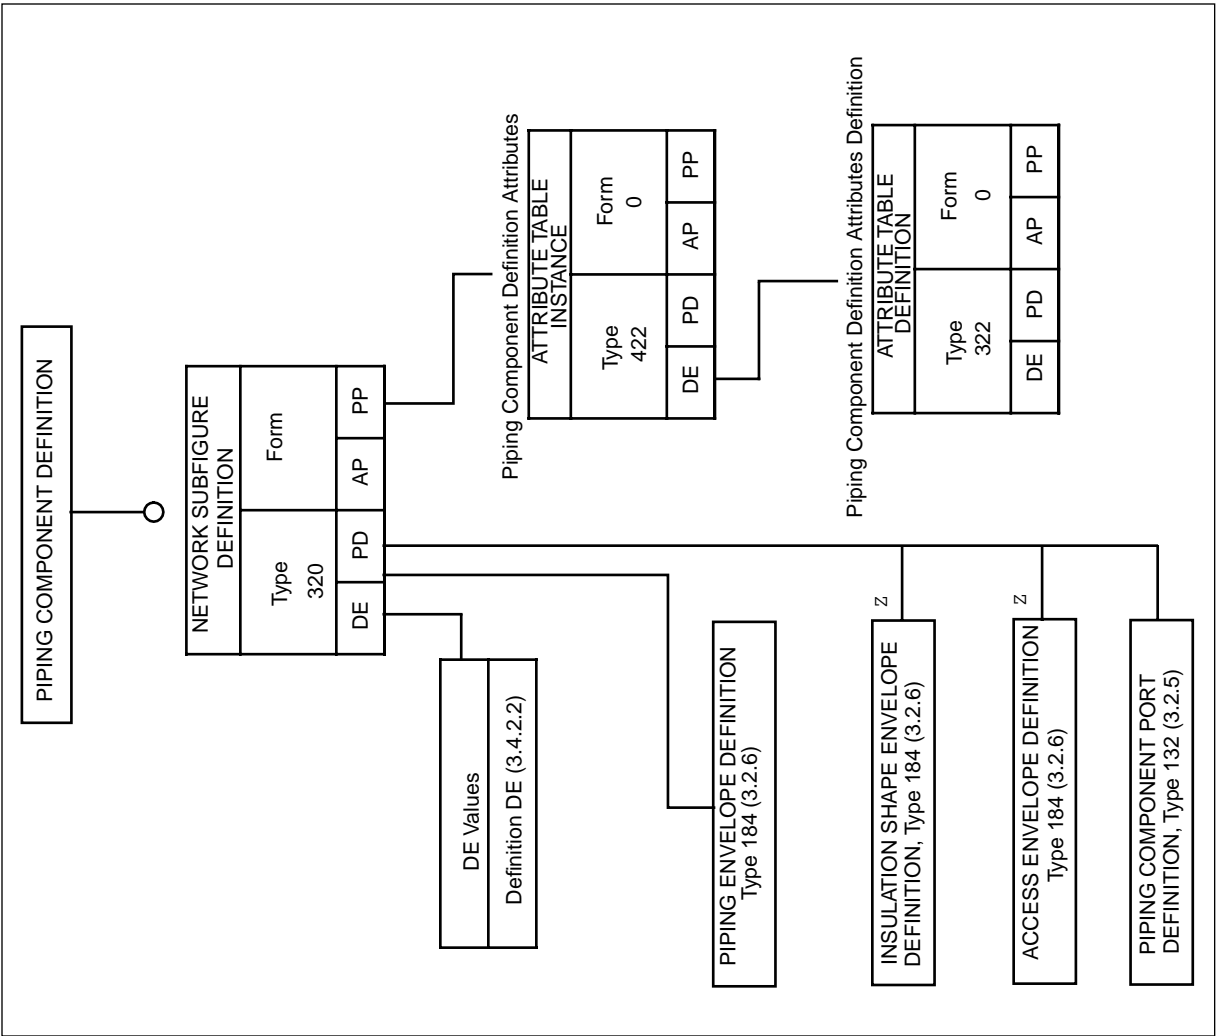 PIPING COMPONENT DEFINITION
NETWORK SUBFIGURE
DEFINITION
Type
320
Form
DE
PD
AP
PP
DE Values
Definition DE (3.4.2.2)
Piping Component Definition Attributes
ATTRIBUTE TABLE
INSTANCE
Type
422
Form
0
DE
PD
AP
PP
PIPING ENVELOPE DEFINITION
Type 184 (3.2.6)
Piping Component Definition Attributes Definition
ATTRIBUTE TABLE
DEFINITION
Type
322
Form
0
DE
PD
AP
PP
Z
INSULATION SHAPE ENVELOPE
DEFINITION, Type 184 (3.2.6)
Z
ACCESS ENVELOPE DEFINITION
Type 184 (3.2.6)
PIPING COMPONENT PORT
DEFINITION, Type 132 (3.2.5)